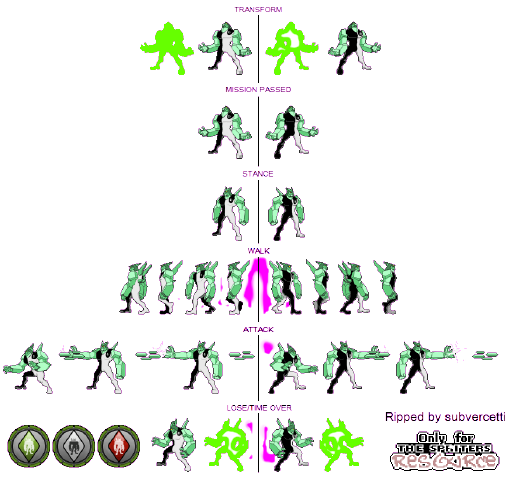 TRANSFORM
MISSION PASSED
STANCE
WALK
ATTACK
LOSE/TIME OVER
Ripped by subvercetti
Only for
THE SPRITERS
RESOURCE